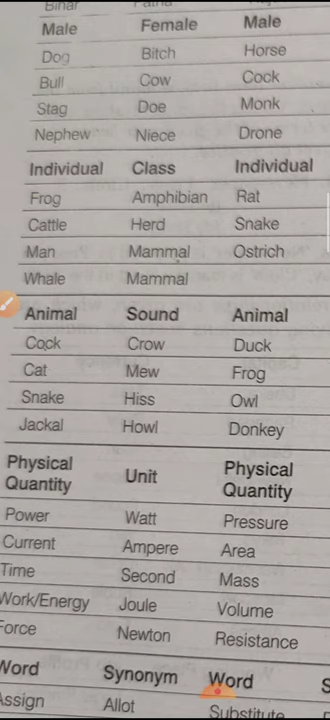 Binar
Male Female Male
Dog Bitch Horse
Bull Cow Cock
Stag Doe Monk
Nephew Niece Drone
Individual Class Individual
Frog Amphibian Rat
Cattle Herd Snake
Man Mammal Ostrich
Whale Mammal
Animal Sound Animal
Cock Crow Duck
Cat Mew Frog
Snake Hiss Owl
Jackal Howl Donkey
Physical Quantity Unit Physical Quantity
Power Watt Pressure
Current Ampere Area
Time Second Mass
Work/Energy Joule Volume
Force Newton Resistance
Word Synonym Word S
Assign Allot Substitute